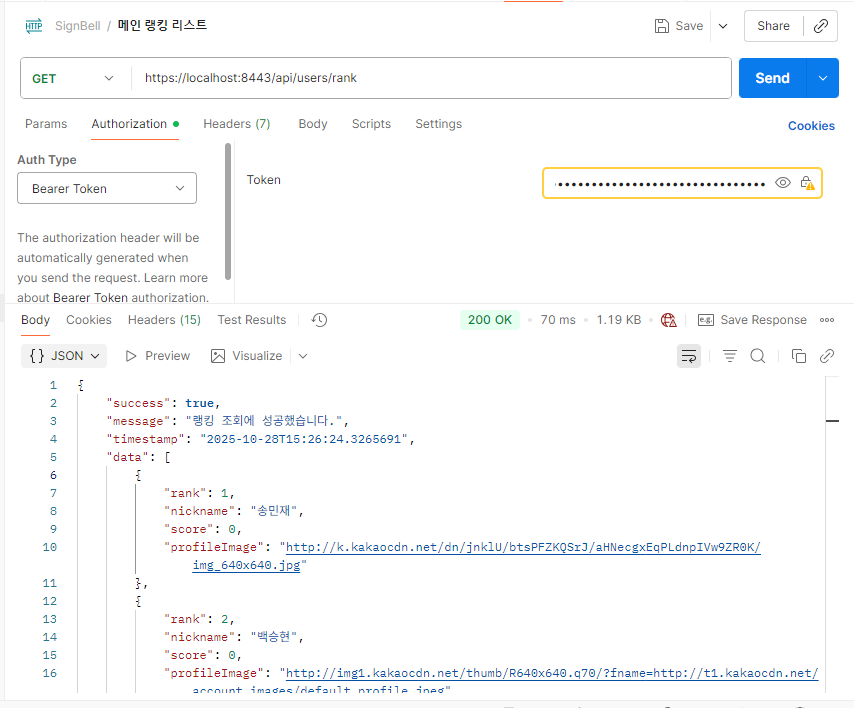 HTTP SignBell / 메인 랭킹 리스트 Save Share
GET https://localhost:8443/api/users/rank Send
Params Authorization Headers (7) Body Scripts Settings Cookies
Auth Type
Bearer Token
Token
The authorization header will be
automatically generated when
you send the request. Learn more
about Bearer Token authorization.
Body Cookies Headers (15) Test Results 200 OK 70 ms 1.19 KB e.g. Save Response
{} JSON Preview Visualize
1 {
2 "success": true,
3 "message": "랭킹 조회에 성공했습니다.",
4 "timestamp": "2025-10-28T15:26:24.3265691",
5 "data": [
6 {
7 "rank": 1,
8 "nickname": "송민재",
9 "score": 0,
10 "profileImage": "http://k.kakaocdn.net/dn/jnklU/btsPFZKQSrJ/aHNecgxEqPLdnpIVw9ZR0K/
img_640x640.jpg"
11 },
12 {
13 "rank": 2,
14 "nickname": "백승현",
15 "score": 0,
16 "profileImage": "http://img1.kakaocdn.net/thumb/R640x640.q70/?fname=http://t1.kakaocdn.net/
account_images/default_profile.jpeg"